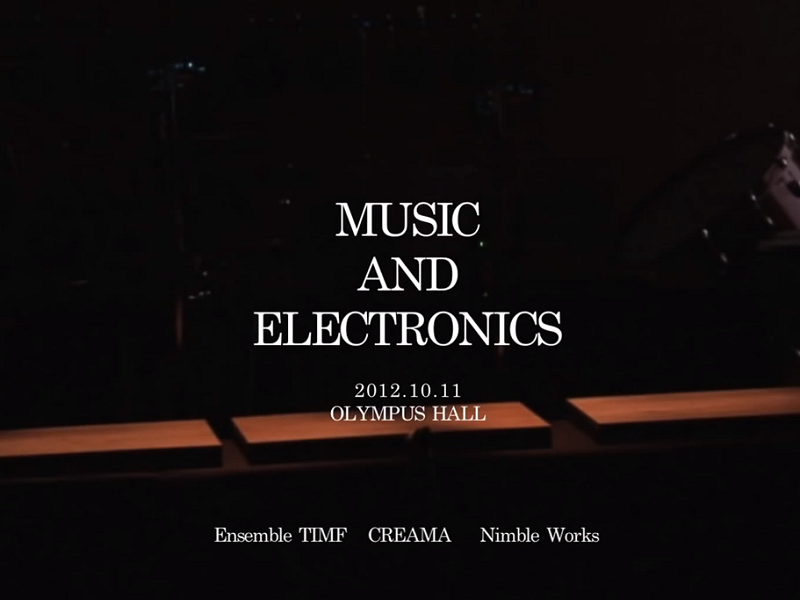 MUSIC
AND
ELECTRONICS
2012.10.11
OLYMPUS HALL
Ensemble TIMF CREAMA Nimble Works